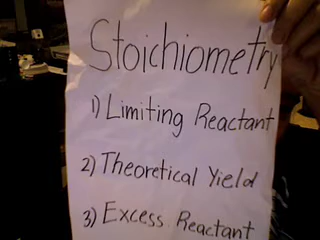 Stoichiometry
1) Limiting Reactant
2) Theoretical Yield
3) Excess Reactant